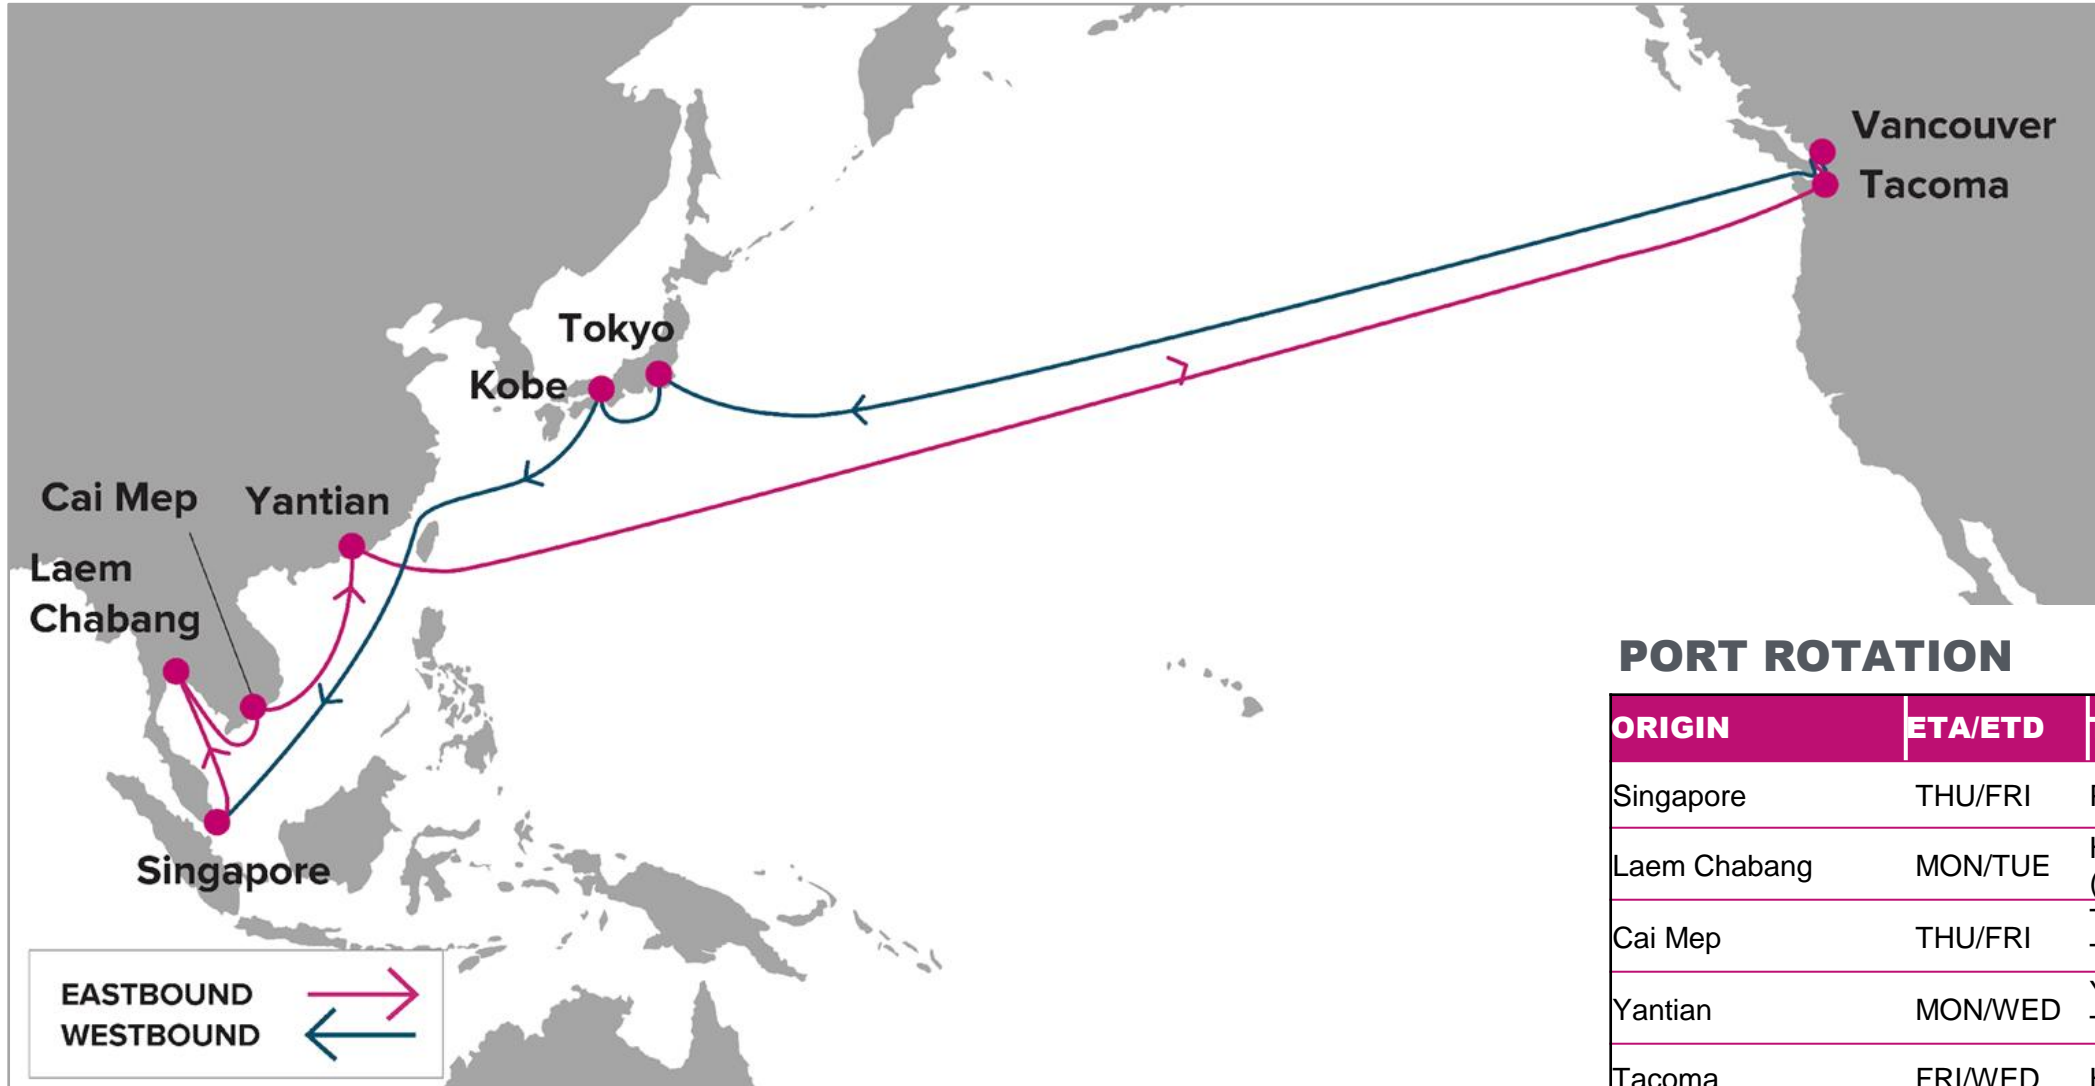 Vancouver
Tacoma
Tokyo
Kobe
Cai Mep
Yantian
Laem
Chabang
Singapore
EASTBOUND
WESTBOUND
PORT ROTATION
ORIGIN ETA/ETD
Singapore THU/FRI
Laem Chabang MON/TUE
Cai Mep THU/FRI
Yantian MON/WED
Tacoma FRI/WED